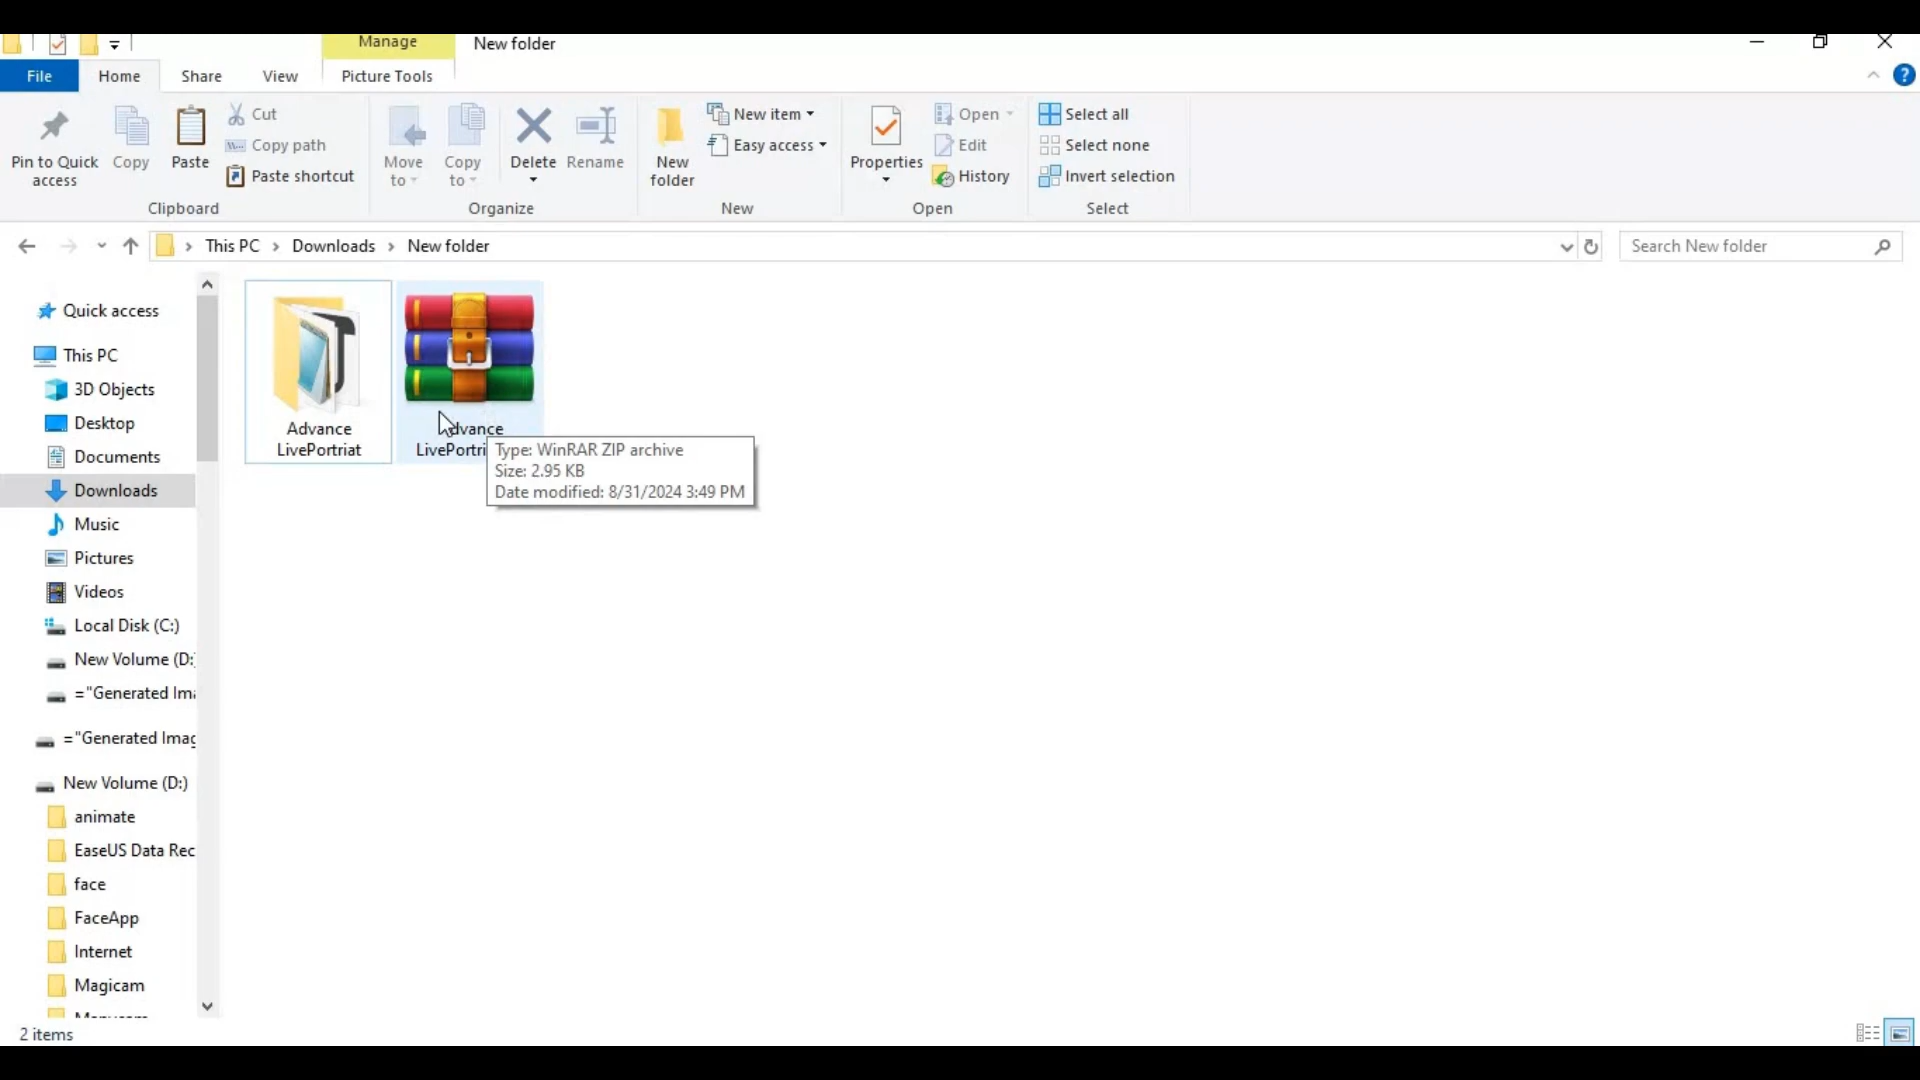 Manage
New folder
File
Home
Share
View
Picture Tools
Pin to Quick
access
Copy
Paste
Cut
Copy path
Paste shortcut
Clipboard
Move
to
Copy
to
Delete
Rename
Organize
New
folder
New item
Easy access
New
Properties
Open
Edit
History
Open
Select all
Select none
Invert selection
Select
This PC
Downloads
New folder
Search New folder
Quick access
This PC
3D Objects
Desktop
Documents
Downloads
Music
Pictures
Videos
Local Disk (C:)
New Volume (D:
="Generated Ima
="Generated Imag
New Volume (D:)
animate
EaseUS Data Rec
face
FaceApp
Internet
Magicam
Advance
LivePortriat
LivePortri
Type: WinRAR ZIP archive
Size: 2.95 KB
Date modified: 8/31/2024 3:49 PM
2 items